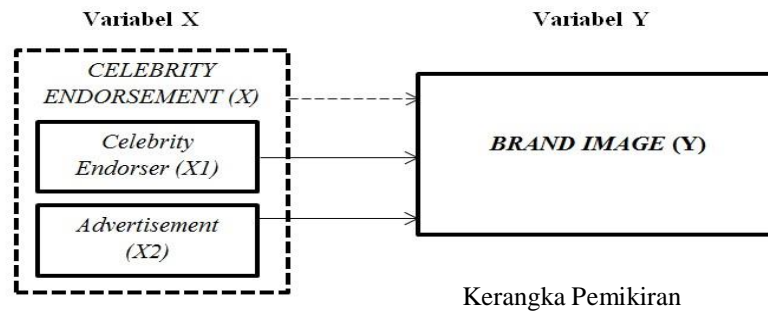 Variabel X
Variabel Y
CELEBRITY
ENDORSEMENT (X)
Celebrity
Endorser (X1)
Advertisement
(X2)
BRAND IMAGE (Y)
Kerangka Pemikiran